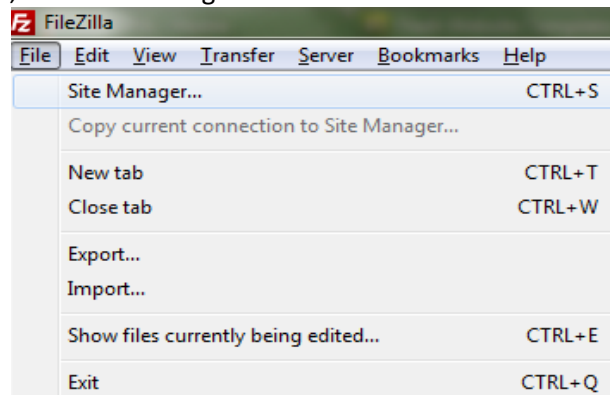 FileZilla
File Edit View Transfer Server Bookmarks Help
Site Manager... CTRL+S
Copy current connection to Site Manager...
New tab CTRL+T
Close tab CTRL+W
Export...
Import...
Show files currently being edited... CTRL+E
Exit CTRL+Q